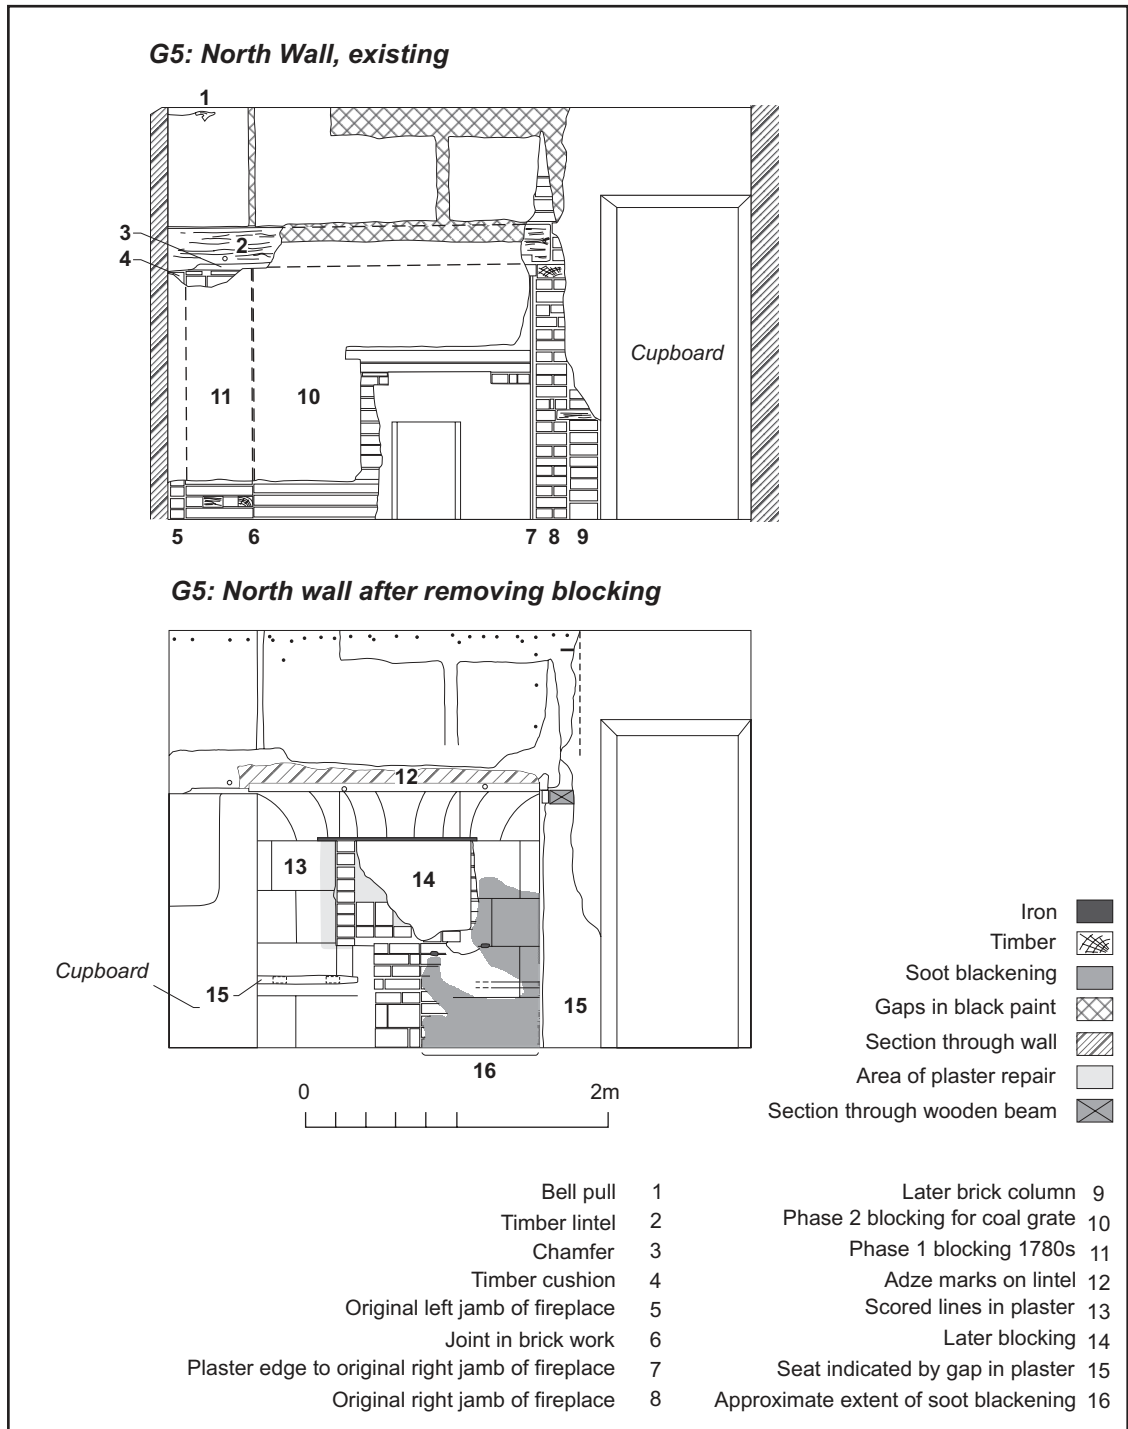 G5: North Wall, existing
1
3
2
4
Cupboard
11
10
5
6
7
8
9
G5: North wall after removing blocking
12
13
14
Cupboard
15
15
16
0
2m
Iron
Timber
Soot blackening
Gaps in black paint
Section through wall
Area of plaster repair
Section through wooden beam
Bell pull 1
Timber lintel 2
Chamfer 3
Timber cushion 4
Original left jamb of fireplace 5
Joint in brick work 6
Plaster edge to original right jamb of fireplace 7
Original right jamb of fireplace 8
Later brick column 9
Phase 2 blocking for coal grate 10
Phase 1 blocking 1780s 11
Adze marks on lintel 12
Scored lines in plaster 13
Later blocking 14
Seat indicated by gap in plaster 15
Approximate extent of soot blackening 16